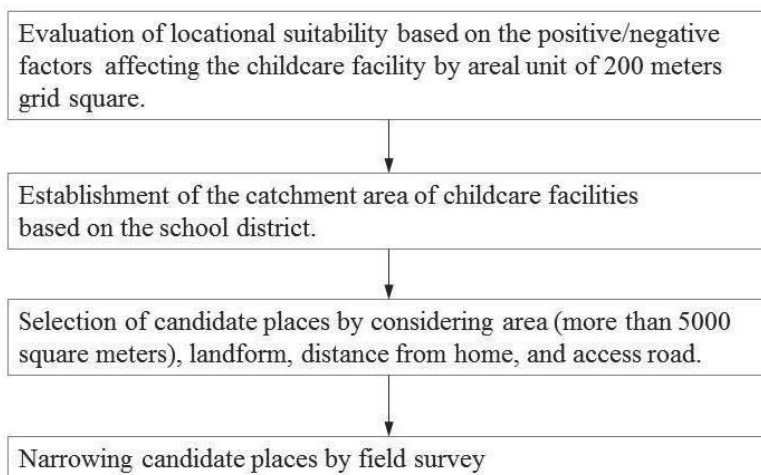 Evaluation of locational suitability based on the positive/negative
factors affecting the childcare facility by areal unit of 200 meters
grid square.
Establishment of the catchment area of childcare facilities
based on the school district.
Selection of candidate places by considering area (more than 5000
square meters), landform, distance from home, and access road.
Narrowing candidate places by field survey